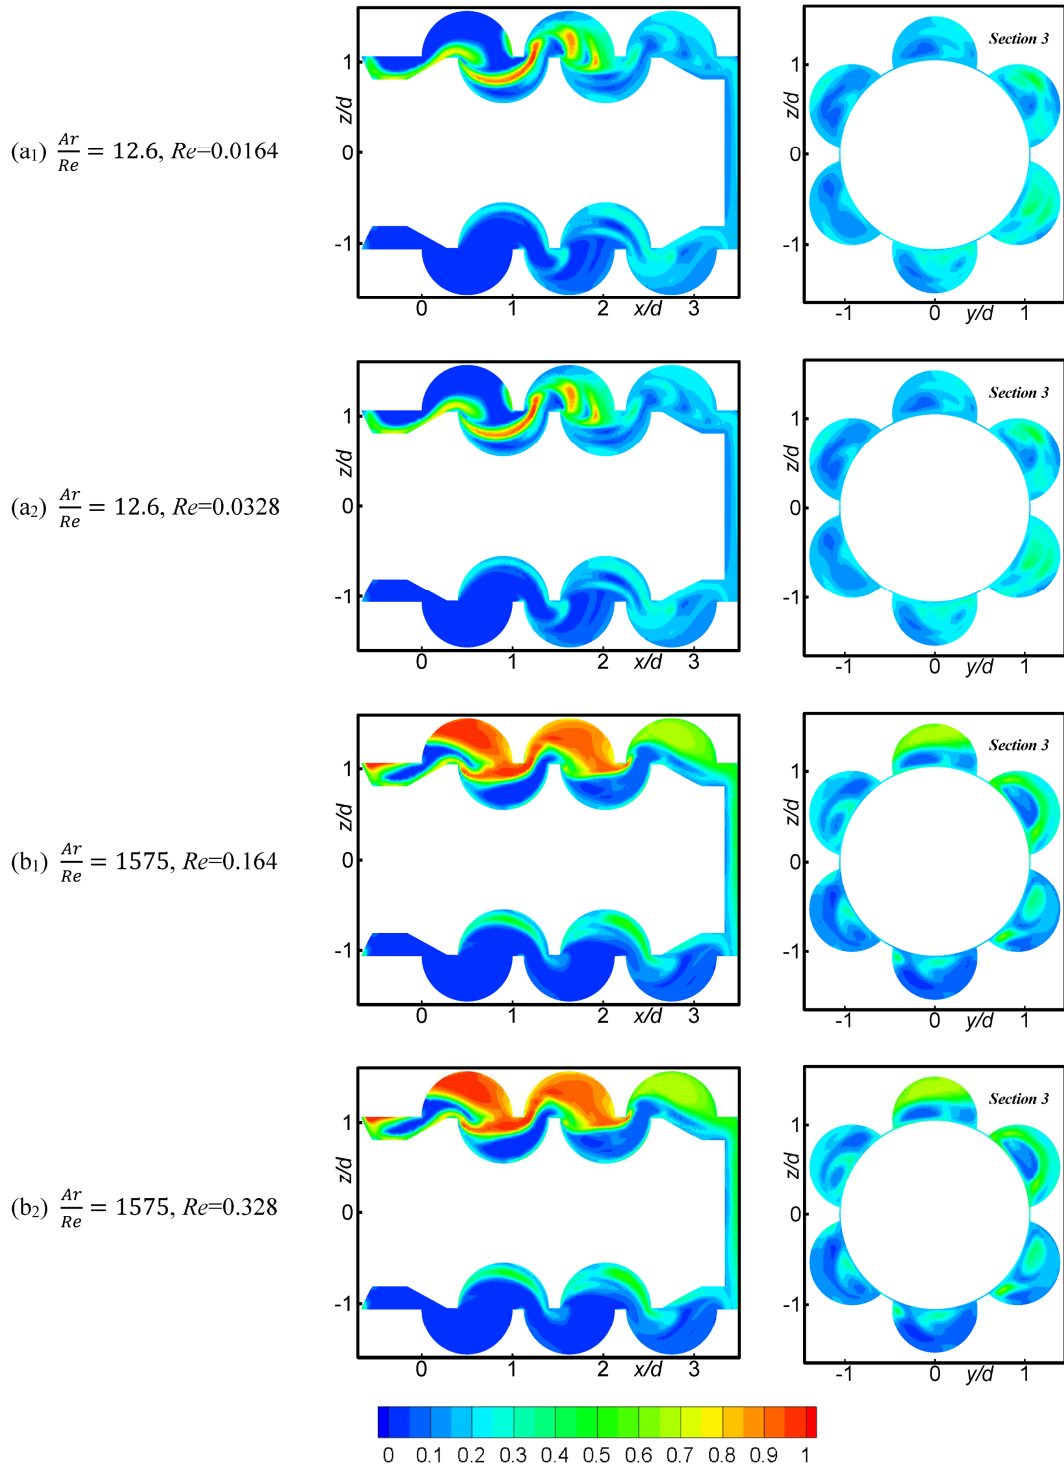 1
0
-1
z/d
0
1
2
x/d
3
Section 3
1
0
-1
z/d
-1
0
y/d
1
(a₁) Ar/Re = 12.6, Re=0.0164
1
0
-1
z/d
0
1
2
x/d
3
Section 3
1
0
-1
z/d
-1
0
y/d
1
(a₂) Ar/Re = 12.6, Re=0.0328
1
0
-1
z/d
0
1
2
x/d
3
Section 3
1
0
-1
z/d
-1
0
y/d
1
(b₁) Ar/Re = 1575, Re=0.164
1
0
-1
z/d
0
1
2
x/d
3
Section 3
1
0
-1
z/d
-1
0
y/d
1
(b₂) Ar/Re = 1575, Re=0.328
0 0.1 0.2 0.3 0.4 0.5 0.6 0.7 0.8 0.9 1